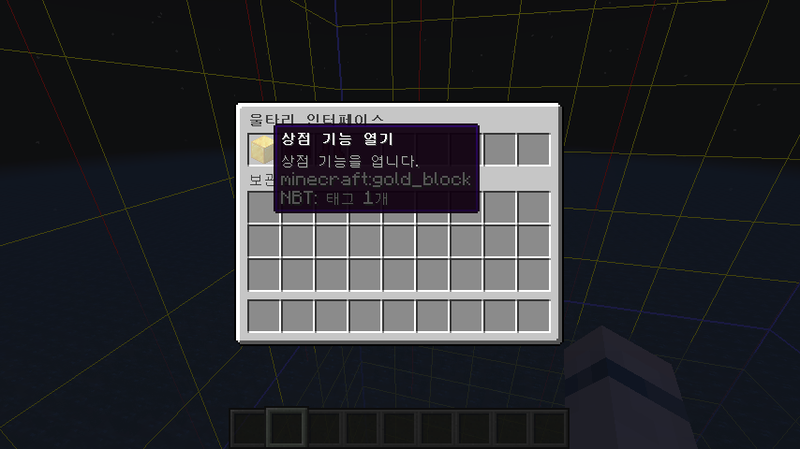 울타리 인터페이스
상점 기능 열기
상점 기능을 엽니다.
minecraft:gold_block
NBT: 태그 1개